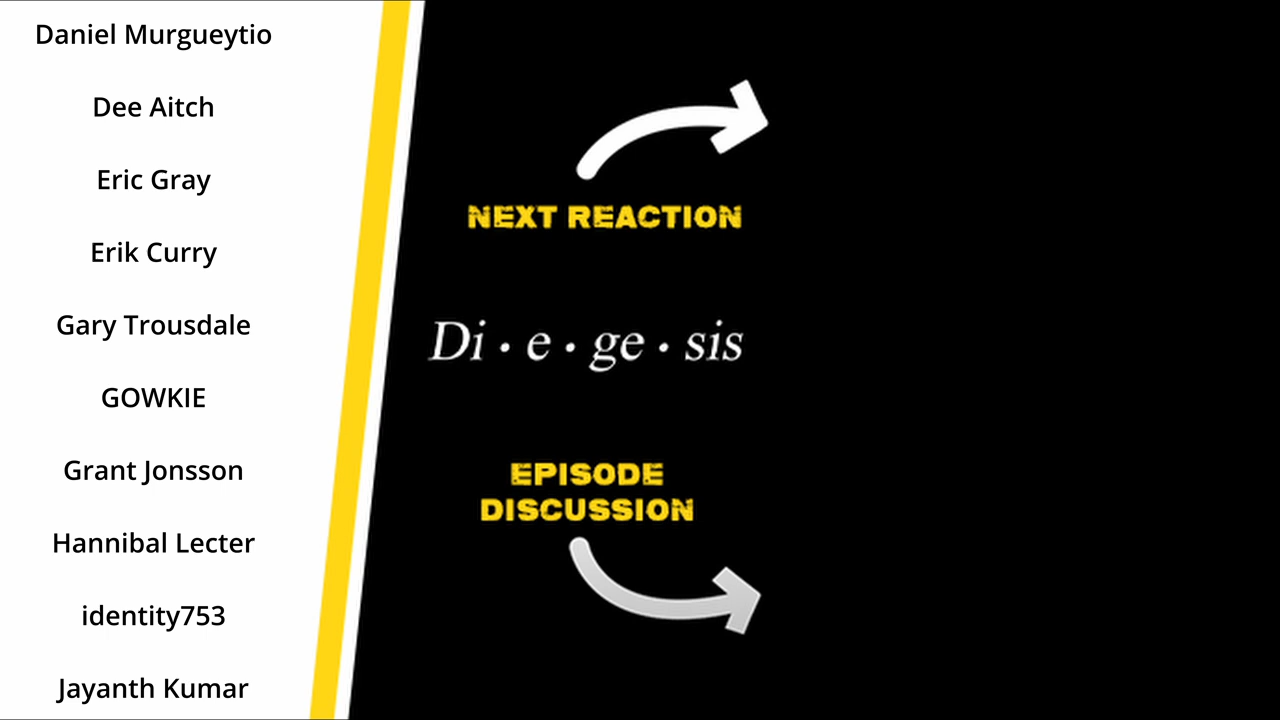 Daniel Murgueytio
Dee Aitch
Eric Gray
Erik Curry
Gary Trousdale
GOWKIE
Grant Jonsson
Hannibal Lecter
identity753
Jayanth Kumar
NEXT REACTION
Di · e · ge · sis
EPISODE
DISCUSSION